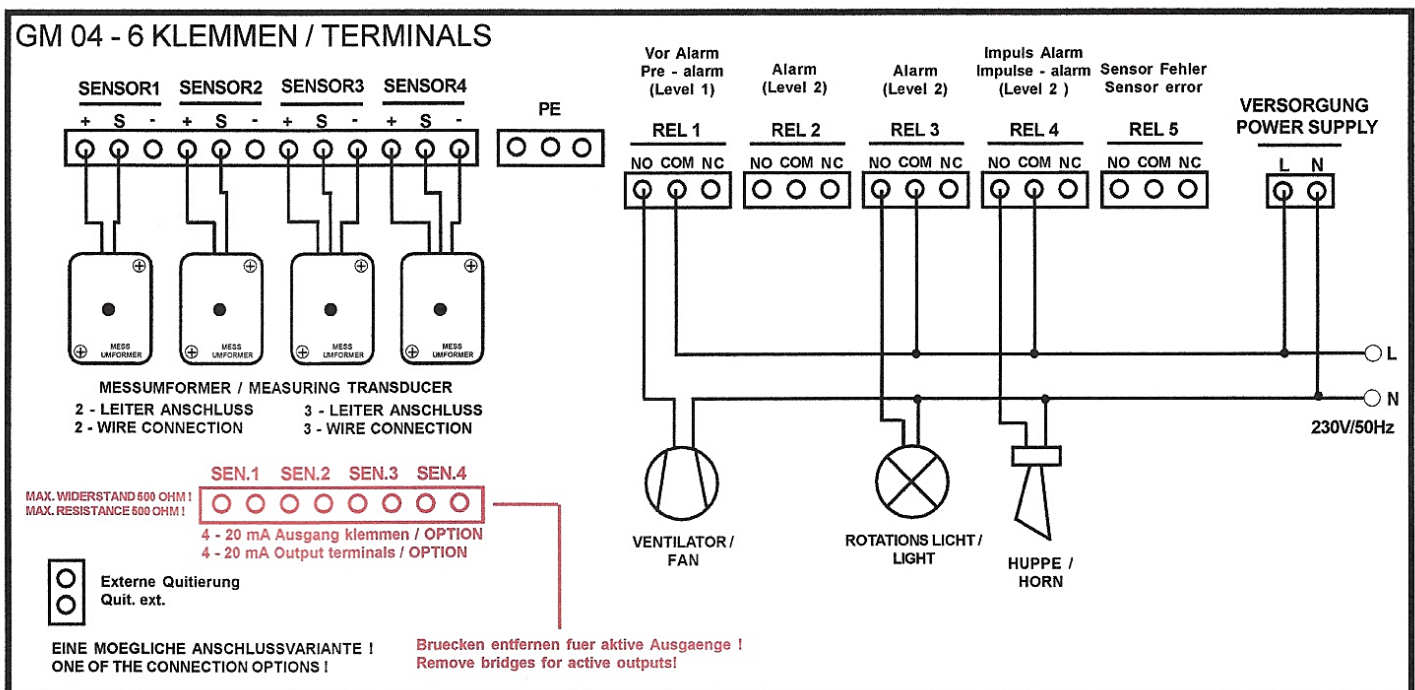 GM 04 - 6 KLEMMEN / TERMINALS
SENSOR1 SENSOR2 SENSOR3 SENSOR4
+ S - + S - + S - + S -
PE
Vor Alarm
Pre - alarm
(Level 1)
REL 1
NO COM NC
Alarm
(Level 2)
REL 2
NO COM NC
Alarm
(Level 2)
REL 3
NO COM NC
Impuls Alarm
Impulse - alarm
(Level 2 )
REL 4
NO COM NC
Sensor Fehler
Sensor error
REL 5
NO COM NC
VERSORGUNG
POWER SUPPLY
L N
MESS
UMFORMER
MESS
UMFORMER
MESS
UMFORMER
MESS
UMFORMER
L
N
230V/50Hz
MESSUMFORMER / MEASURING TRANSDUCER
2 - LEITER ANSCHLUSS
2 - WIRE CONNECTION
3 - LEITER ANSCHLUSS
3 - WIRE CONNECTION
SEN.1 SEN.2 SEN.3 SEN.4
MAX. WIDERSTAND 500 OHM !
MAX. RESISTANCE 500 OHM !
4 - 20 mA Ausgang klemmen / OPTION
4 - 20 mA Output terminals / OPTION
VENTILATOR /
FAN
ROTATIONS LICHT /
LIGHT
HUPPE /
HORN
Externe Quitierung
Quit. ext.
EINE MOEGLICHE ANSCHLUSSVARIANTE !
ONE OF THE CONNECTION OPTIONS !
Bruecken entfernen fuer aktive Ausgaenge !
Remove bridges for active outputs!